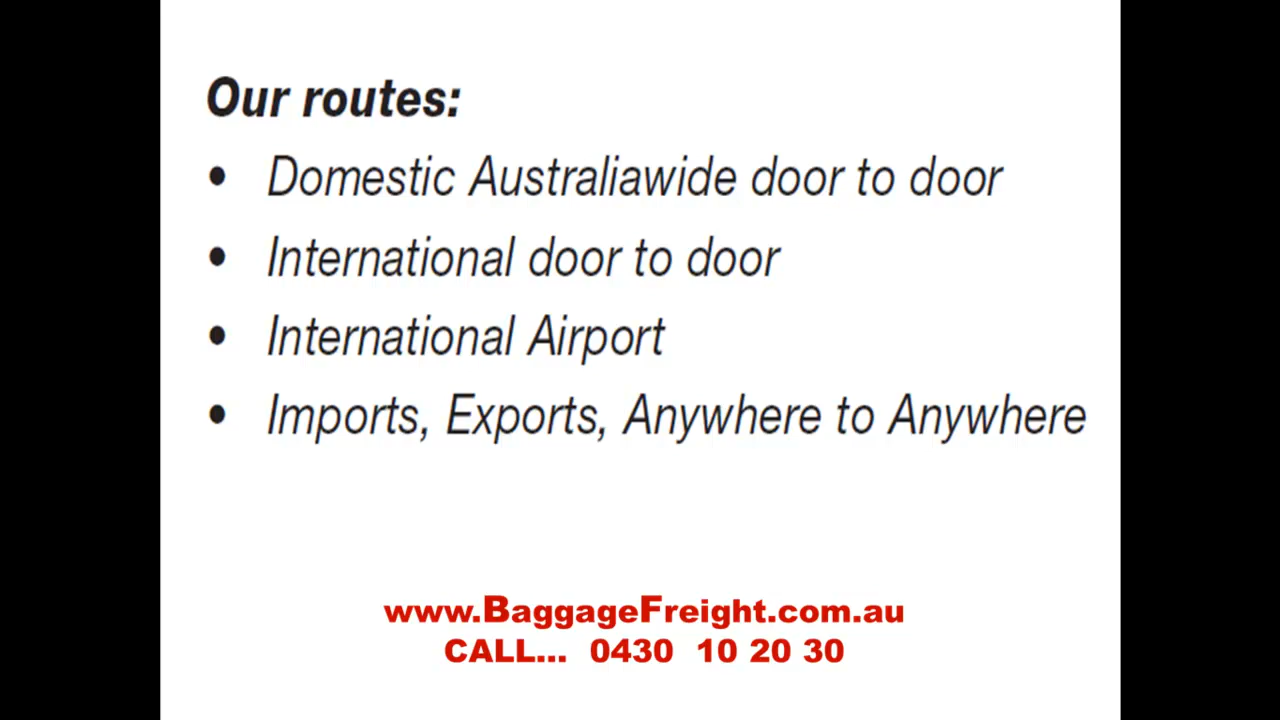 Our routes:
• Domestic Australiawide door to door
• International door to door
• International Airport
• Imports, Exports, Anywhere to Anywhere
www.BaggageFreight.com.au
CALL... 0430 10 20 30